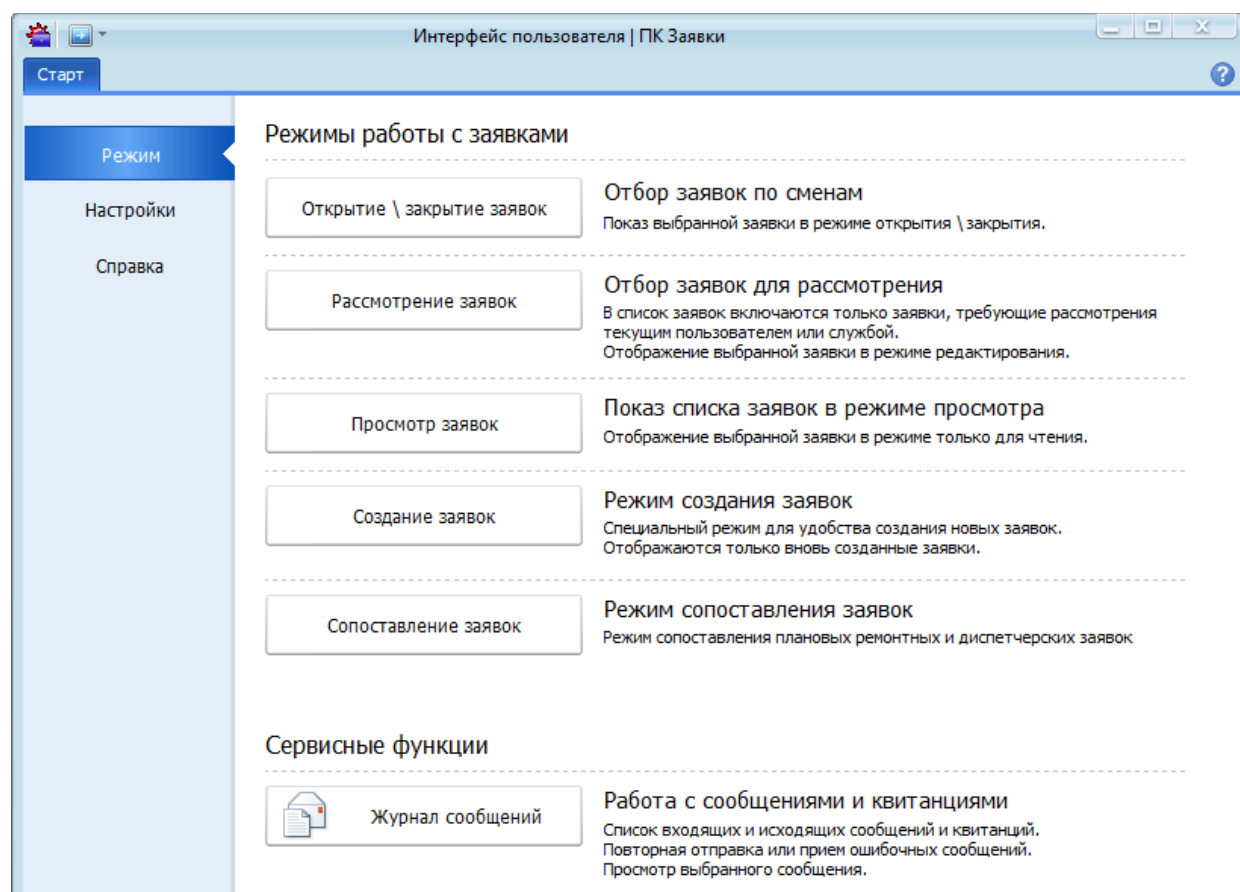 Интерфейс пользователя | ПК Заявки
Старт
Режим
Настройки
Справка
Режимы работы с заявками
Открытие \ закрытие заявок
Отбор заявок по сменам
Показ выбранной заявки в режиме открытия \ закрытия.
Рассмотрение заявок
Отбор заявок для рассмотрения
В список заявок включаются только заявки, требующие рассмотрения
текущим пользователем или службой.
Отображение выбранной заявки в режиме редактирования.
Просмотр заявок
Показ списка заявок в режиме просмотра
Отображение выбранной заявки в режиме только для чтения.
Создание заявок
Режим создания заявок
Специальный режим для удобства создания новых заявок.
Отображаются только вновь созданные заявки.
Сопоставление заявок
Режим сопоставления заявок
Режим сопоставления плановых ремонтных и диспетчерских заявок
Сервисные функции
Журнал сообщений
Работа с сообщениями и квитанциями
Список входящих и исходящих сообщений и квитанций.
Повторная отправка или прием ошибочных сообщений.
Просмотр выбранного сообщения.